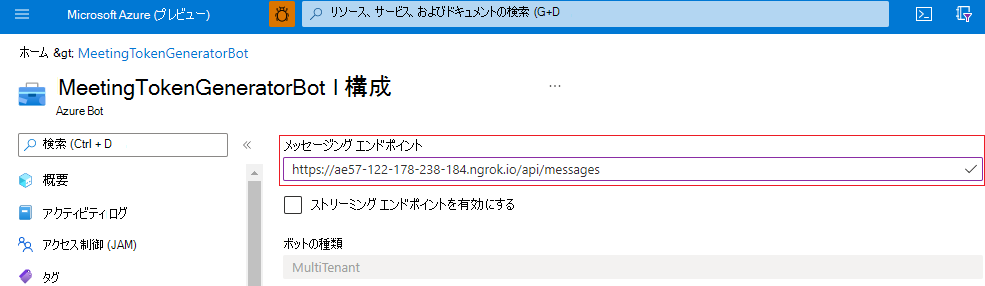 Microsoft Azure (プレビュー)
リソース、サービス、およびドキュメントの検索 (G+D
ホーム &gt; MeetingTokenGeneratorBot
MeetingTokenGeneratorBot | 構成
...
Azure Bot
検索 (Ctrl + D
«
概要
アクティビティ ログ
アクセス制御 (JAM)
タグ
メッセージング エンドポイント
https://ae57-122-178-238-184.ngrok.io/api/messages
ストリーミング エンドポイントを有効にする
ボットの種類
MultiTenant